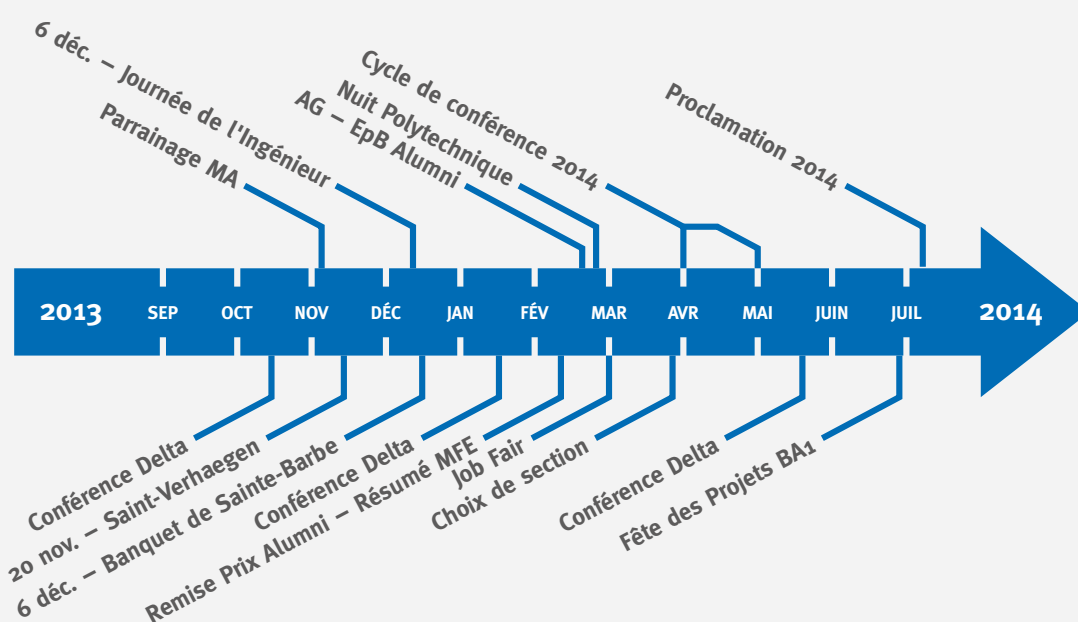 6 déc. – Journée de l'Ingénieur
Parrainage MA
Cycle de conférence 2014
Nuit Polytechnique
AG – EpB Alumni
Proclamation 2014
2013 SEP OCT NOV DÉC JAN FÉV MAR AVR MAI JUIN JUIL 2014
Conférence Delta
20 nov. – Saint-Verhaegen
6 déc. – Banquet de Sainte-Barbe
Conférence Delta
Remise Prix Alumni – Résumé MFE
Job Fair
Choix de section
Conférence Delta
Fête des Projets BA1